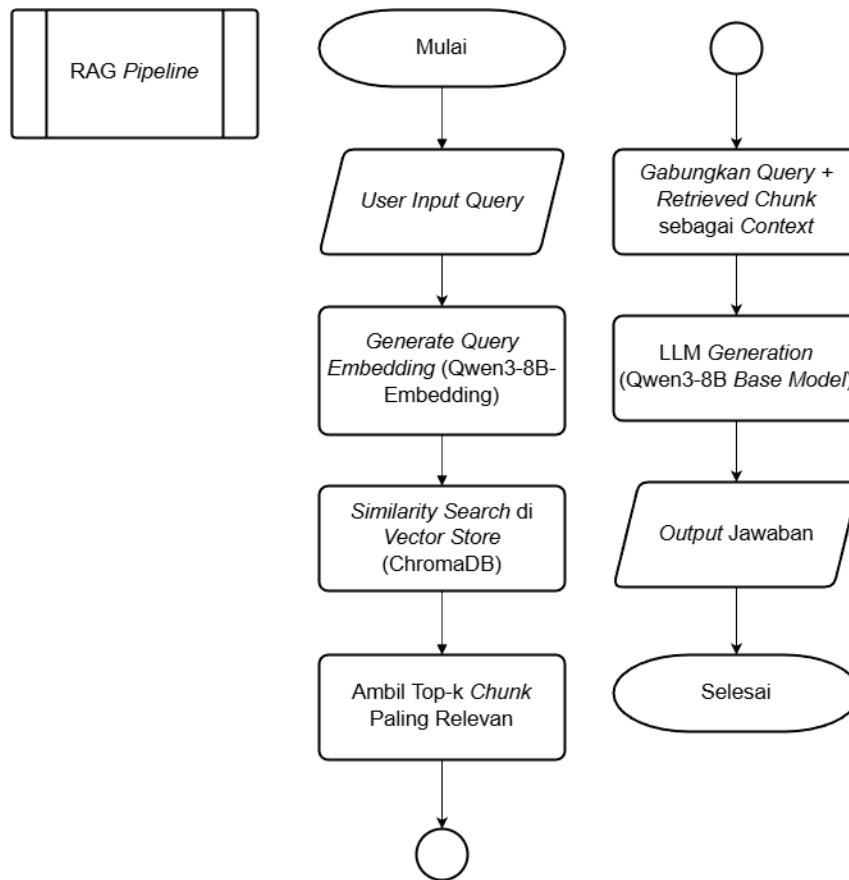 RAG Pipeline
Mulai
User Input Query
Generate Query
Embedding (Qwen3-8B-
Embedding)
Similarity Search di
Vector Store
(ChromaDB)
Ambil Top-k Chunk
Paling Relevan
Gabungkan Query +
Retrieved Chunk
sebagai Context
LLM Generation
(Qwen3-8B Base Model)
Output Jawaban
Selesai